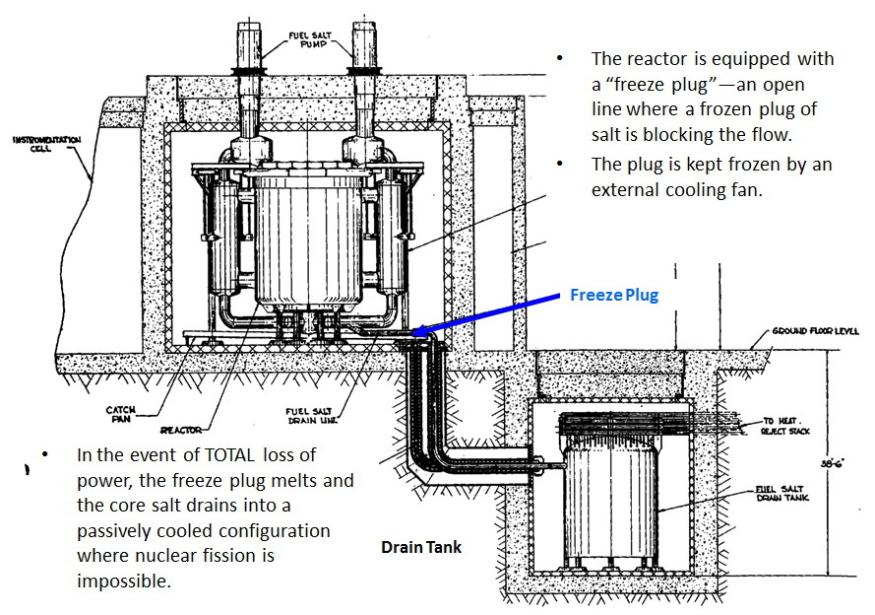 FUEL SALT
PUMP
• The reactor is equipped with
a “freeze plug”—an open
line where a frozen plug of
salt is blocking the flow.
• The plug is kept frozen by an
external cooling fan.
INSTRUMENTATION
CELL
Freeze Plug
GROUND FLOOR LEVEL
CATCH
PAN
REACTOR
FUEL SALT
DRAIN LINE
TO HEAT
REJECT STACK
38'-6"
FUEL SALT
DRAIN TANK
• In the event of TOTAL loss of
power, the freeze plug melts and
the core salt drains into a
passively cooled configuration
where nuclear fission is
impossible.
Drain Tank